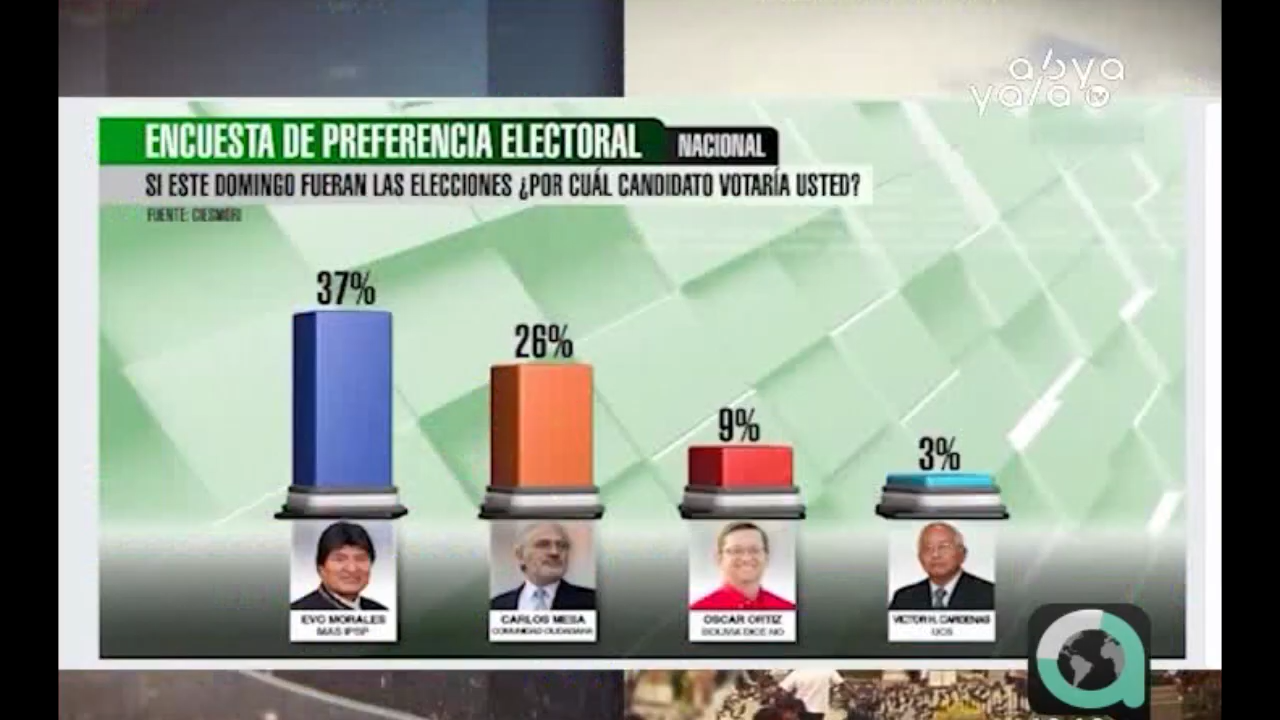 abya
yala tv
ENCUESTA DE PREFERENCIA ELECTORAL NACIONAL
SI ESTE DOMINGO FUERAN LAS ELECCIONES ¿POR CUÁL CANDIDATO VOTARÍA USTED?
FUENTE: CIESMORI
37%
26%
9%
3%
EVO MORALES
MAS IPSP
CARLOS MESA
COMUNIDAD CIUDADANA
OSCAR ORTIZ
BOLIVIA DICE NO
VICTOR H. CARDENAS
UCS